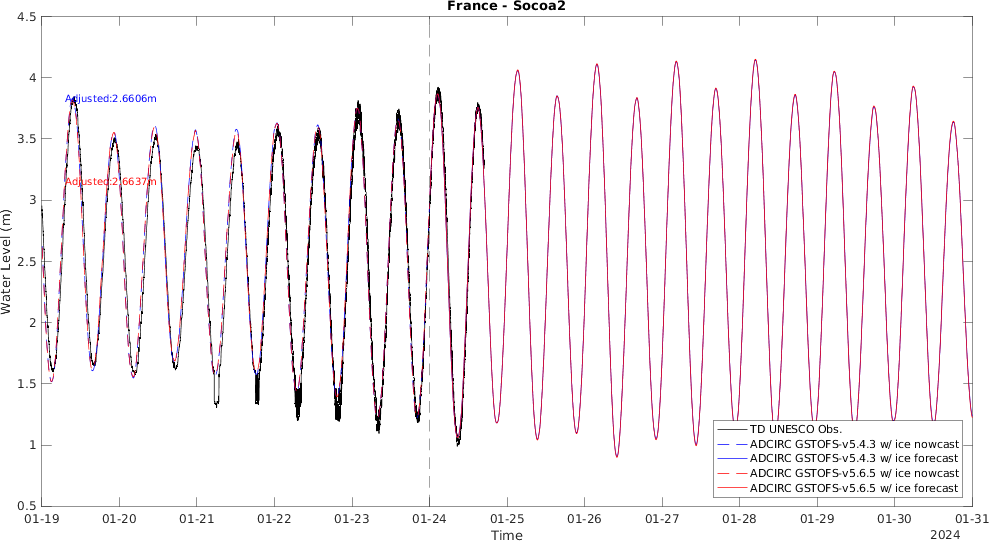 France - Socoa2
4.5
4
3.5
3
2.5
2
1.5
1
0.5
Water Level (m)
Adjusted:2.6606m
Adjusted:2.6637m
TD UNESCO Obs.
ADCIRC GSTOFS-v5.4.3 w/ ice nowcast
ADCIRC GSTOFS-v5.4.3 w/ ice forecast
ADCIRC GSTOFS-v5.6.5 w/ ice nowcast
ADCIRC GSTOFS-v5.6.5 w/ ice forecast
01-19 01-20 01-21 01-22 01-23 01-24 01-25 01-26 01-27 01-28 01-29 01-30 01-31
Time
2024